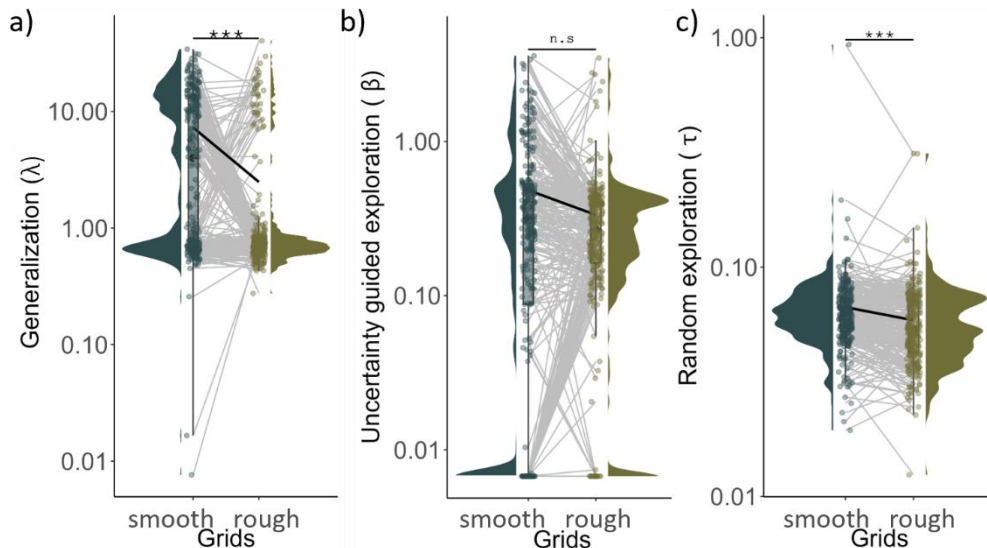 a)
***
Generalization (λ)
10.00
1.00
0.10
0.01
smooth rough
Grids
b)
n.s
Uncertainty guided exploration ( β)
1.00
0.10
0.01
smooth rough
Grids
c)
***
Random exploration ( τ)
1.00
0.10
0.01
smooth rough
Grids